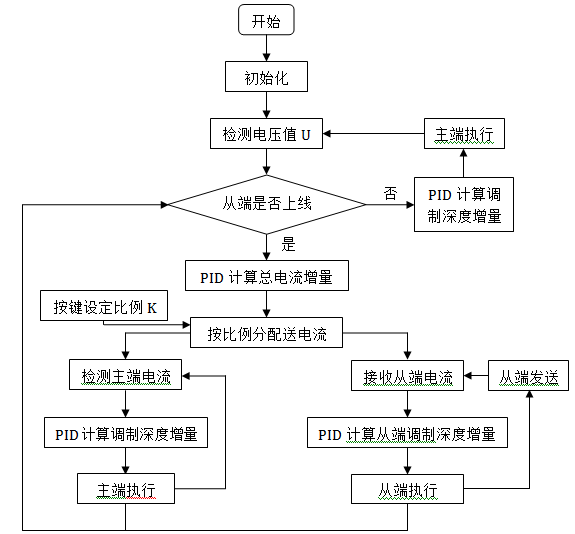 开始
初始化
检测电压值 U
主端执行
从端是否上线
否
PID 计算调
制深度增量
是
PID 计算总电流增量
按键设定比例 K
按比例分配送电流
检测主端电流
接收从端电流
从端发送
PID 计算调制深度增量
PID 计算从端调制深度增量
主端执行
从端执行